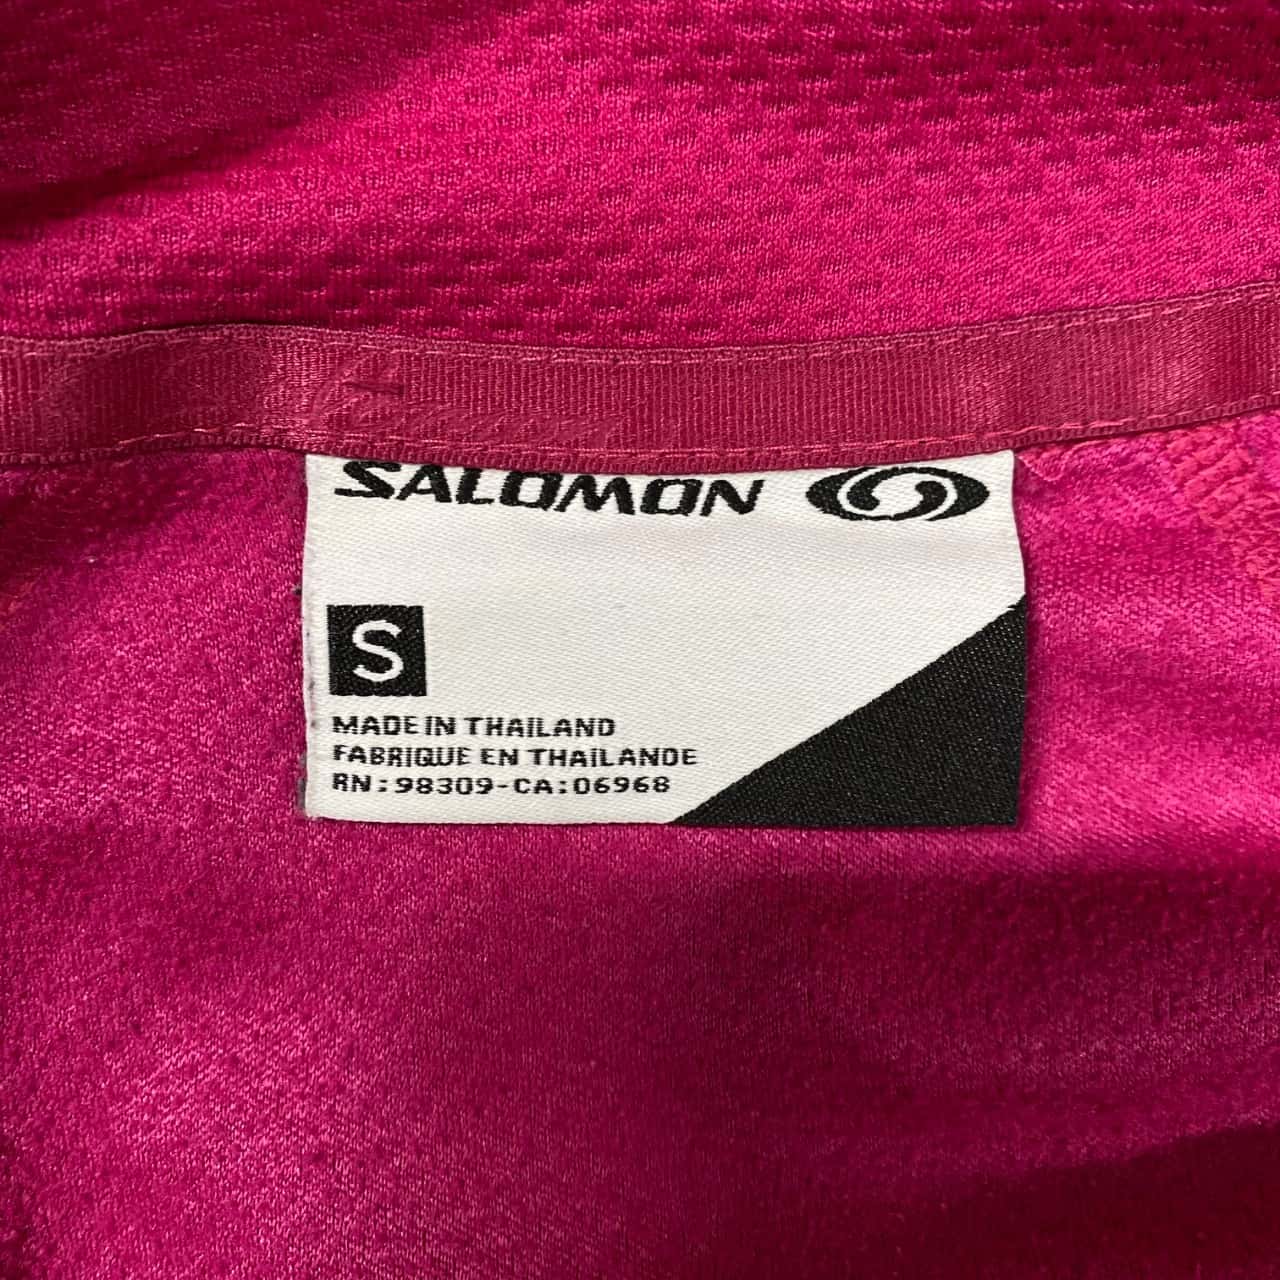 SALOMON
S
MADE IN THAILAND
FABRIQUE EN THAILANDE
RN:98309-CA:06968